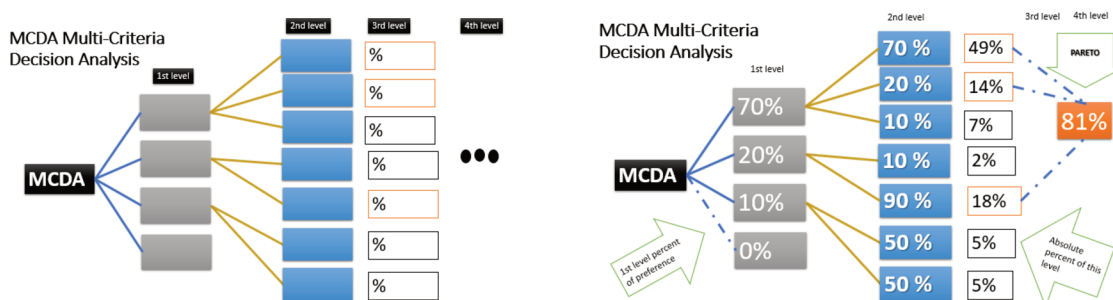 MCDA Multi-Criteria
Decision Analysis
1st level
2nd level
3rd level
4th level
MCDA
%
%
%
%
%
%
%
MCDA Multi-Criteria
Decision Analysis
1st level
2nd level
3rd level
4th level
MCDA
70%
20%
10%
0%
70 %
20 %
10 %
10 %
90 %
50 %
50 %
49%
14%
7%
2%
18%
5%
5%
PARETO
81%
1st level percent
of preference
Absolute
percent of this
level